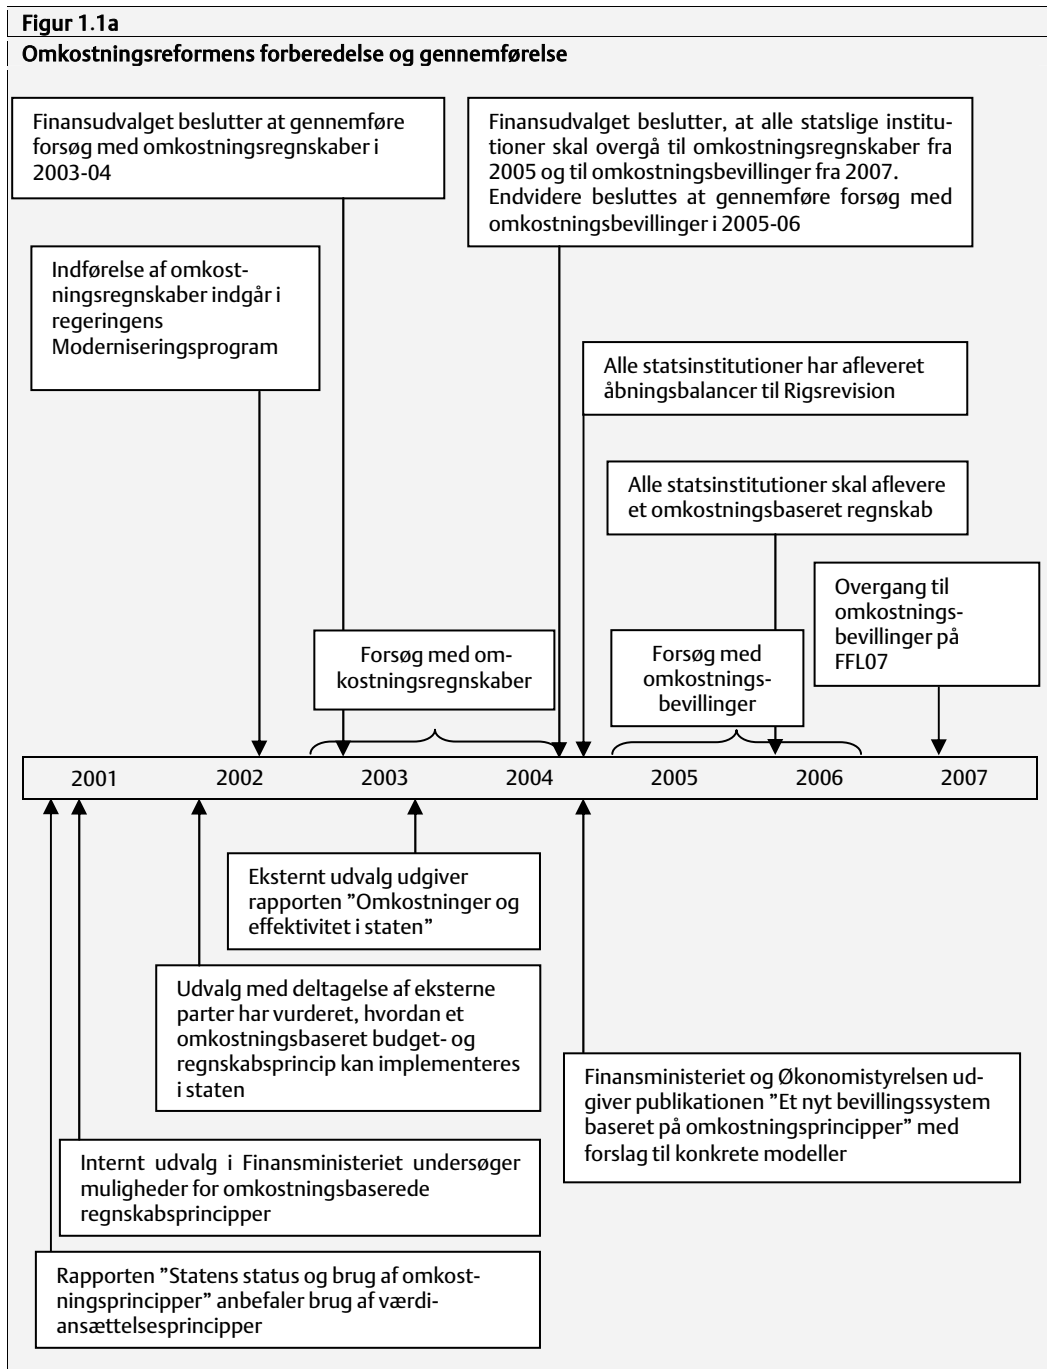 Figur 1.1a
Omkostningsreformens forberedelse og gennemførelse
Finansudvalget beslutter at gennemføre
forsøg med omkostningsregnskaber i
2003-04
Finansudvalget beslutter, at alle statslige institu-
tioner skal overgå til omkostningsregnskaber fra
2005 og til omkostningsbevillinger fra 2007.
Endvidere besluttes at gennemføre forsøg med
omkostningsbevillinger i 2005-06
Indførelse af omkost-
ningsregnskaber indgår i
regeringens
Moderniseringsprogram
Alle statsinstitutioner har afleveret
åbningsbalancer til Rigsrevision
Alle statsinstitutioner skal aflevere
et omkostningsbaseret regnskab
Overgang til
omkostnings-
bevillinger på
FFL07
Forsøg med om-
kostningsregnskaber
Forsøg med
omkostnings-
bevillinger
2001 2002 2003 2004 2005 2006 2007
Eksternt udvalg udgiver
rapporten ”Omkostninger og
effektivitet i staten”
Udvalg med deltagelse af eksterne
parter har vurderet, hvordan et
omkostningsbaseret budget- og
regnskabsprincip kan implementeres
i staten
Finansministeriet og Økonomistyrelsen ud-
giver publikationen ”Et nyt bevillingssystem
baseret på omkostningsprincipper” med
forslag til konkrete modeller
Internt udvalg i Finansministeriet undersøger
muligheder for omkostningsbaserede
regnskabsprincipper
Rapporten ”Statens status og brug af omkost-
ningsprincipper” anbefaler brug af værdi-
ansættelsesprincipper